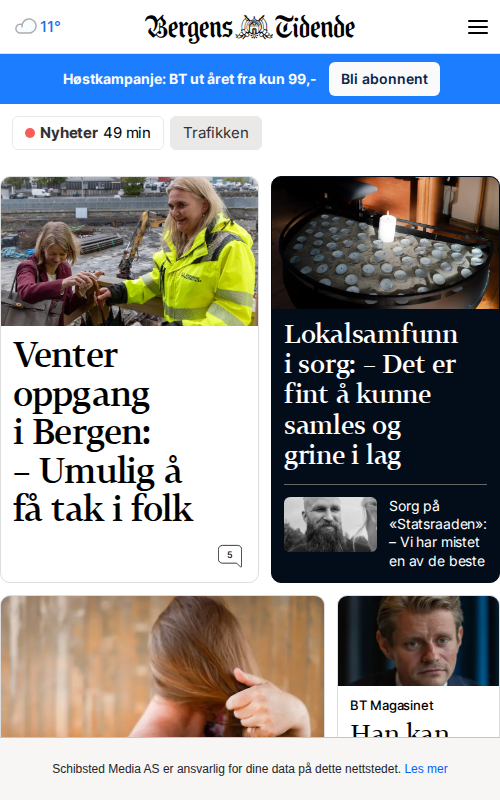 11°
Bergens Tidende
Høstkampanje: BT ut året fra kun 99,-
Bli abonnent
Nyheter 49 min
Trafikken
Venter
oppgang
i Bergen:
– Umulig å
få tak i folk
5
Lokalsamfunn
i sorg: – Det er
fint å kunne
samles og
grine i lag
Sorg på
«Statsraaden»:
– Vi har mistet
en av de beste
BT Magasinet
Han kan
Schibsted Media AS er ansvarlig for dine data på dette nettstedet. Les mer